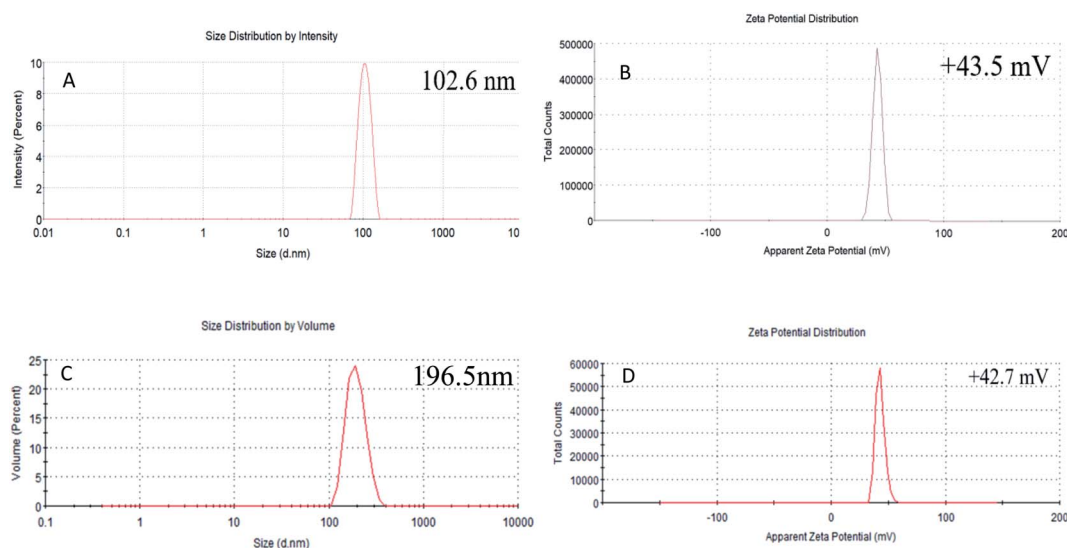 Size Distribution by Intensity
A
102.6 nm
10
8
6
4
2
0
Intensity (Percent)
0.01 0.1 1 10 100 1000 10
Size (d.nm)
Zeta Potential Distribution
B
+43.5 mV
500000
400000
300000
200000
100000
0
Total Counts
-100 0 100 200
Apparent Zeta Potential (mV)
Size Distribution by Volume
C
196.5nm
25
20
15
10
5
0
Volume (Percent)
0.1 1 10 100 1000 10000
Size (d.nm)
Zeta Potential Distribution
D
+42.7 mV
60000
50000
40000
30000
20000
10000
0
Total Counts
-100 0 100 200
Apparent Zeta Potential (mV)